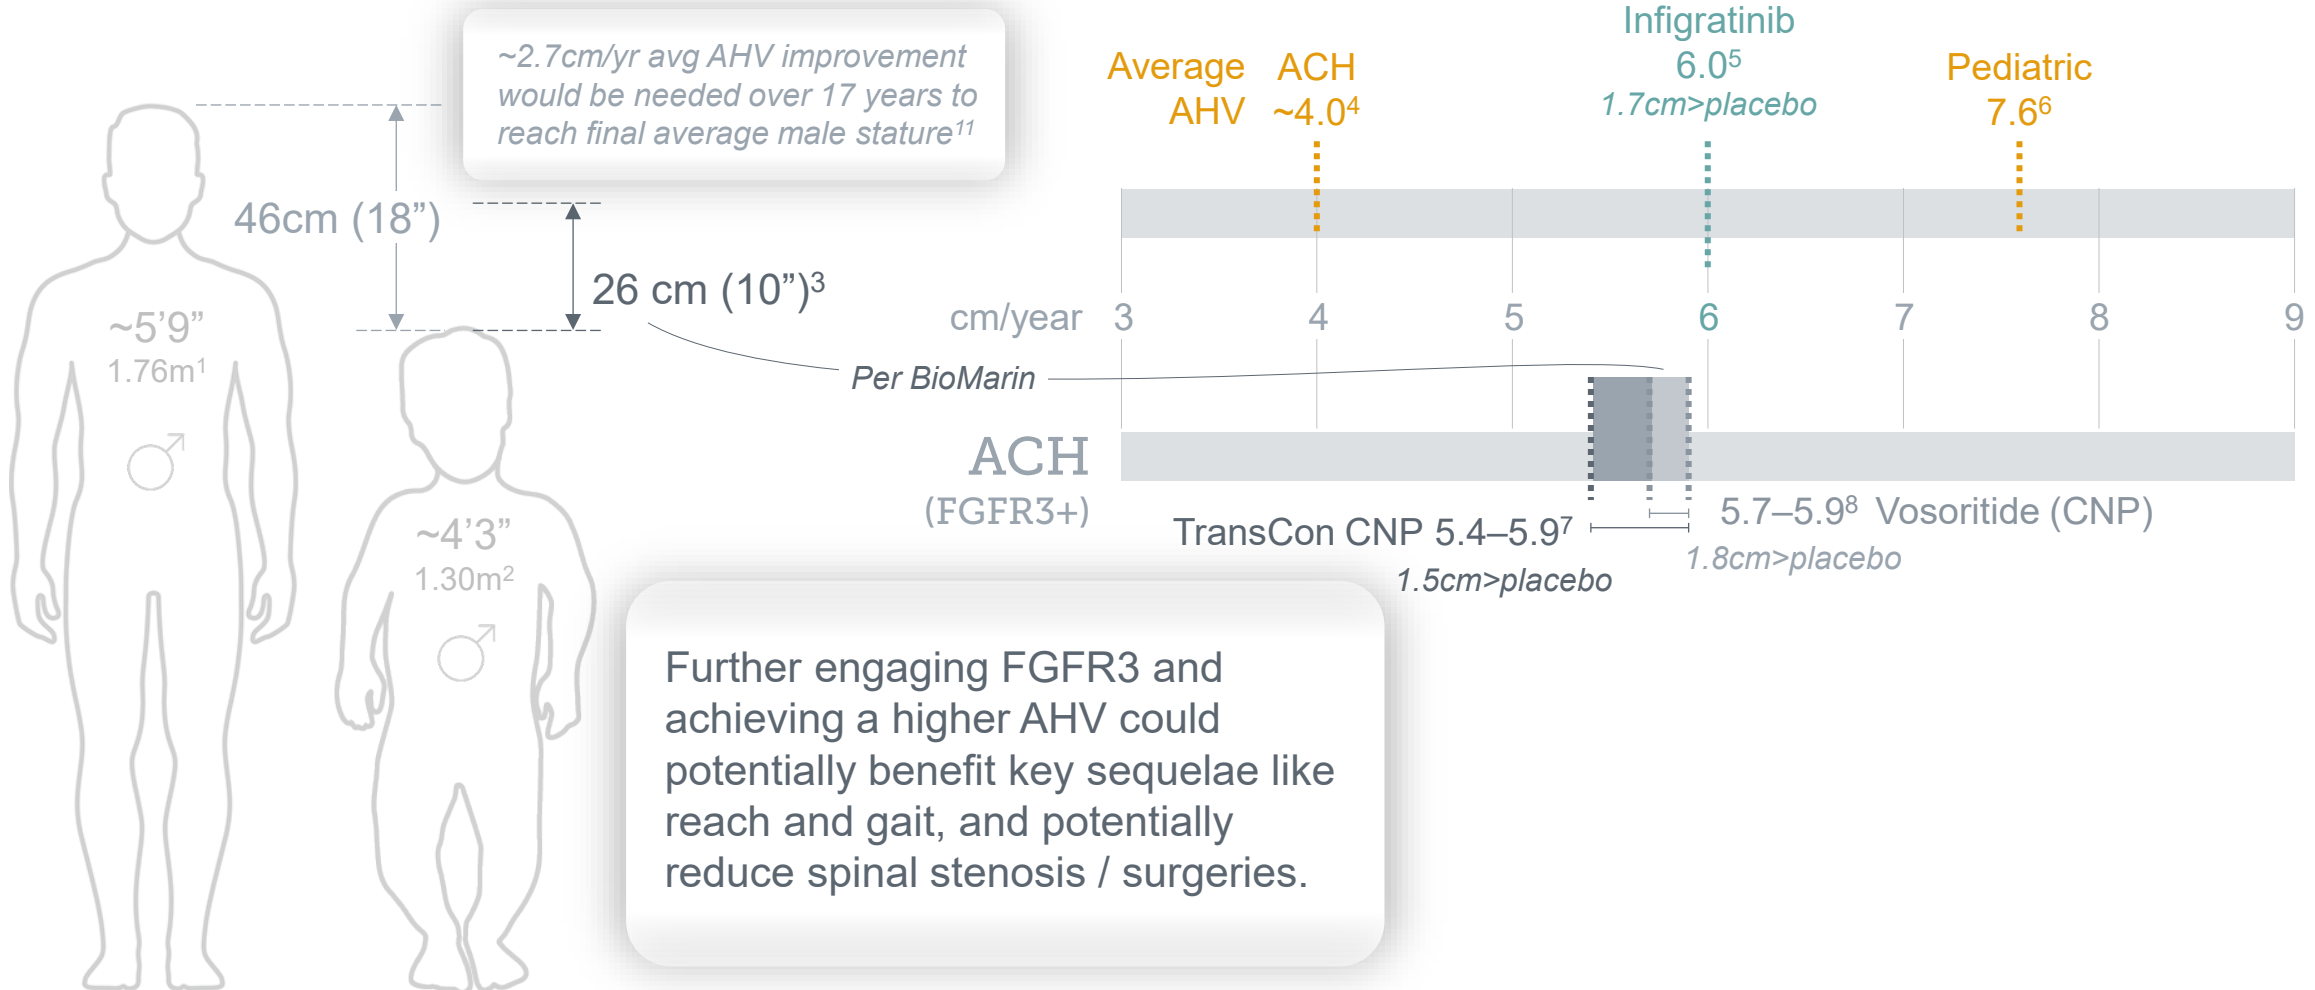 ~2.7cm/yr avg AHV improvement
would be needed over 17 years to
reach final average male stature¹¹
46cm (18”)
26 cm (10”)³
~5’9”
1.76m¹
~4’3”
1.30m²
Average
AHV
ACH
~4.0⁴
Infigratinib
6.0⁵
1.7cm>placebo
Pediatric
7.6⁶
cm/year 3 4 5 6 7 8 9
Per BioMarin
ACH
(FGFR3+)
TransCon CNP 5.4–5.9⁷
1.5cm>placebo
5.7–5.9⁸ Vosoritide (CNP)
1.8cm>placebo
Further engaging FGFR3 and
achieving a higher AHV could
potentially benefit key sequelae like
reach and gait, and potentially
reduce spinal stenosis / surgeries.